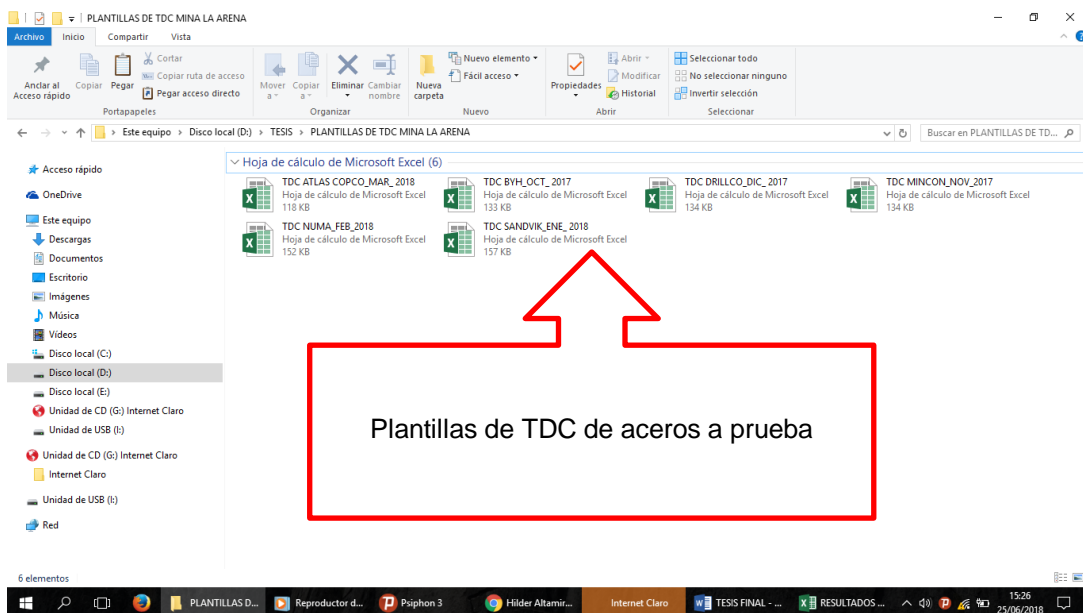 PLANTILLAS DE TDC MINA LA ARENA
Archivo Inicio Compartir Vista
Anclar al Acceso rápido
Copiar
Pegar
Cortar
Copiar ruta de acceso
Pegar acceso directo
Portapapeles
Mover a
Copiar a
Eliminar
Cambiar nombre
Organizar
Nueva carpeta
Nuevo elemento
Fácil acceso
Nuevo
Propiedades
Abrir
Modificar
Historial
Abrir
Seleccionar todo
No seleccionar ninguno
Invertir selección
Seleccionar
Este equipo > Disco local (D:) > TESIS > PLANTILLAS DE TDC MINA LA ARENA
Buscar en PLANTILLAS DE TD...
Acceso rápido
OneDrive
Este equipo
Descargas
Documentos
Escritorio
Imágenes
Música
Vídeos
Disco local (C:)
Disco local (D:)
Disco local (E:)
Unidad de CD (G:) Internet Claro
Unidad de USB (I:)
Unidad de CD (G:) Internet Claro
Internet Claro
Unidad de USB (I:)
Red
Hoja de cálculo de Microsoft Excel (6)
TDC ATLAS COPCO_MAR_ 2018
Hoja de cálculo de Microsoft Excel
118 KB
TDC BYH_OCT_ 2017
Hoja de cálculo de Microsoft Excel
133 KB
TDC DRILLCO_DIC_ 2017
Hoja de cálculo de Microsoft Excel
134 KB
TDC MINCON_NOV_2017
Hoja de cálculo de Microsoft Excel
134 KB
TDC NUMA_FEB_2018
Hoja de cálculo de Microsoft Excel
152 KB
TDC SANDVIK_ENE_ 2018
Hoja de cálculo de Microsoft Excel
157 KB
Plantillas de TDC de aceros a prueba
6 elementos
PLANTILLAS D...
Reproductor d...
Psiphon 3
Hilder Altamir...
Internet Claro
TESIS FINAL - ...
RESULTADOS ...
15:26
25/06/2018